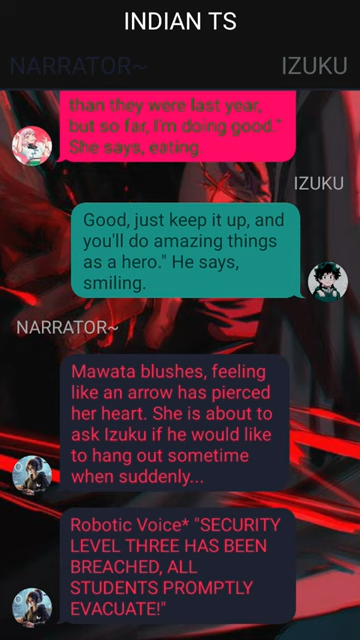 INDIAN TS
NARRATOR~
IZUKU
than they were last year,
but so far, I'm doing good."
She says, eating.
IZUKU
Good, just keep it up, and
you'll do amazing things
as a hero." He says,
smiling.
NARRATOR~
Mawata blushes, feeling
like an arrow has pierced
her heart. She is about to
ask Izuku if he would like
to hang out sometime
when suddenly...
Robotic Voice* "SECURITY
LEVEL THREE HAS BEEN
BREACHED, ALL
STUDENTS PROMPTLY
EVACUATE!"